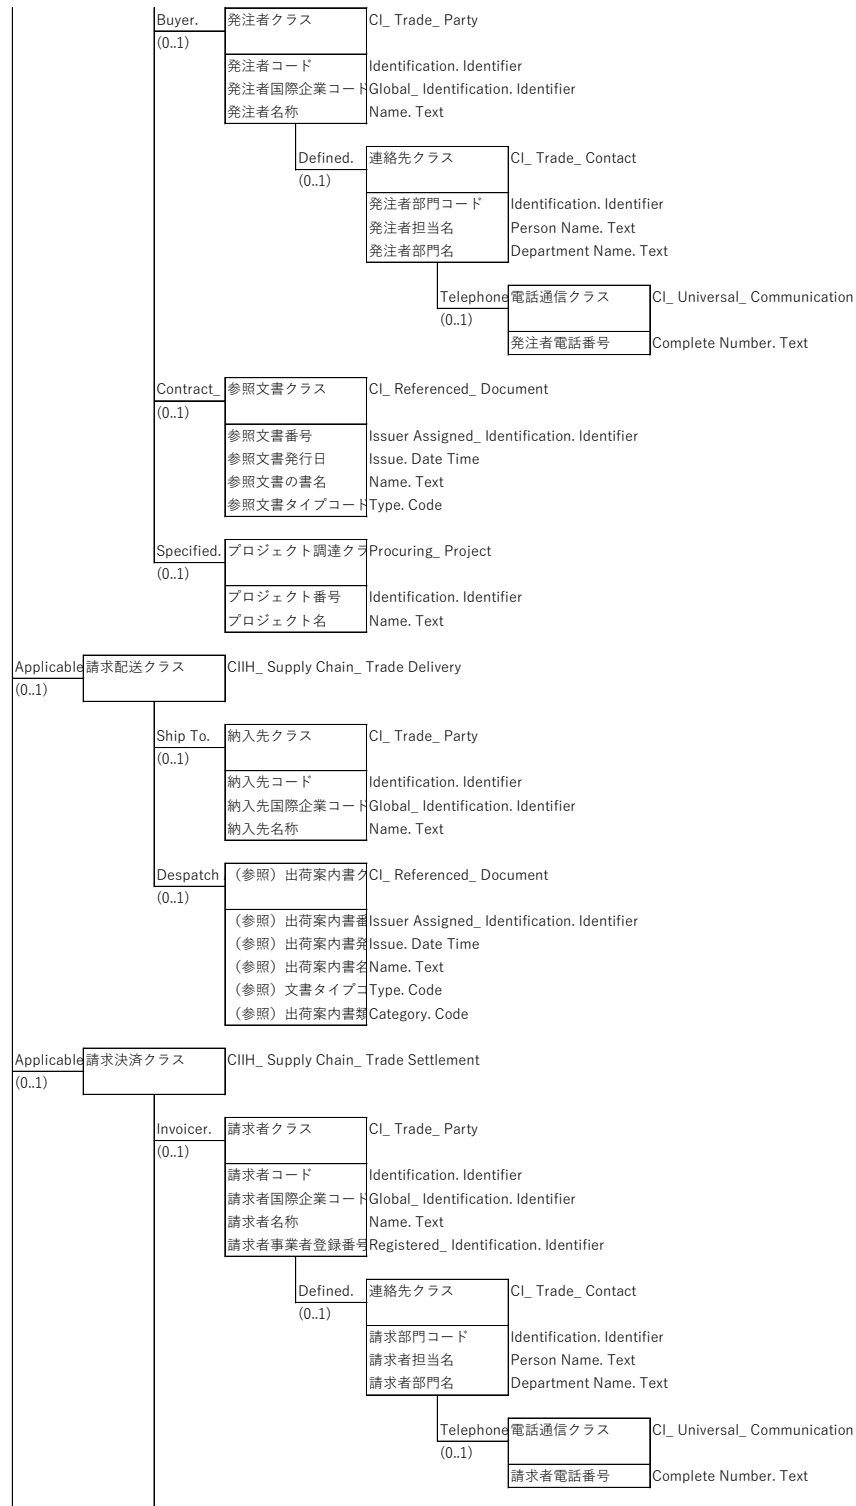 Buyer. 発注者クラス CI_ Trade_ Party
(0..1)
発注者コード Identification. Identifier
発注者国際企業コード Global_ Identification. Identifier
発注者名称 Name. Text
Defined. 連絡先クラス CI_ Trade_ Contact
(0..1)
発注者部門コード Identification. Identifier
発注者担当名 Person Name. Text
発注者部門名 Department Name. Text
Telephone 電話通信クラス CI_ Universal_ Communication
(0..1)
発注者電話番号 Complete Number. Text
Contract_ 参照文書クラス CI_ Referenced_ Document
(0..1)
参照文書番号 Issuer Assigned_ Identification. Identifier
参照文書発行日 Issue. Date Time
参照文書の書名 Name. Text
参照文書タイプコード Type. Code
Specified. プロジェクト調達クラ Procuring_ Project
(0..1)
プロジェクト番号 Identification. Identifier
プロジェクト名 Name. Text
Applicable 請求配送クラス CIIH_ Supply Chain_ Trade Delivery
(0..1)
Ship To. 納入先クラス CI_ Trade_ Party
(0..1)
納入先コード Identification. Identifier
納入先国際企業コード Global_ Identification. Identifier
納入先名称 Name. Text
Despatch （参照）出荷案内書ク CI_ Referenced_ Document
(0..1)
（参照）出荷案内書番 Issuer Assigned_ Identification. Identifier
（参照）出荷案内書発 Issue. Date Time
（参照）出荷案内書名 Name. Text
（参照）文書タイプコ Type. Code
（参照）出荷案内書類 Category. Code
Applicable 請求決済クラス CIIH_ Supply Chain_ Trade Settlement
(0..1)
Invoicer. 請求者クラス CI_ Trade_ Party
(0..1)
請求者コード Identification. Identifier
請求者国際企業コード Global_ Identification. Identifier
請求者名称 Name. Text
請求者事業者登録番号 Registered_ Identification. Identifier
Defined. 連絡先クラス CI_ Trade_ Contact
(0..1)
請求部門コード Identification. Identifier
請求者担当名 Person Name. Text
請求者部門名 Department Name. Text
Telephone 電話通信クラス CI_ Universal_ Communication
(0..1)
請求者電話番号 Complete Number. Text